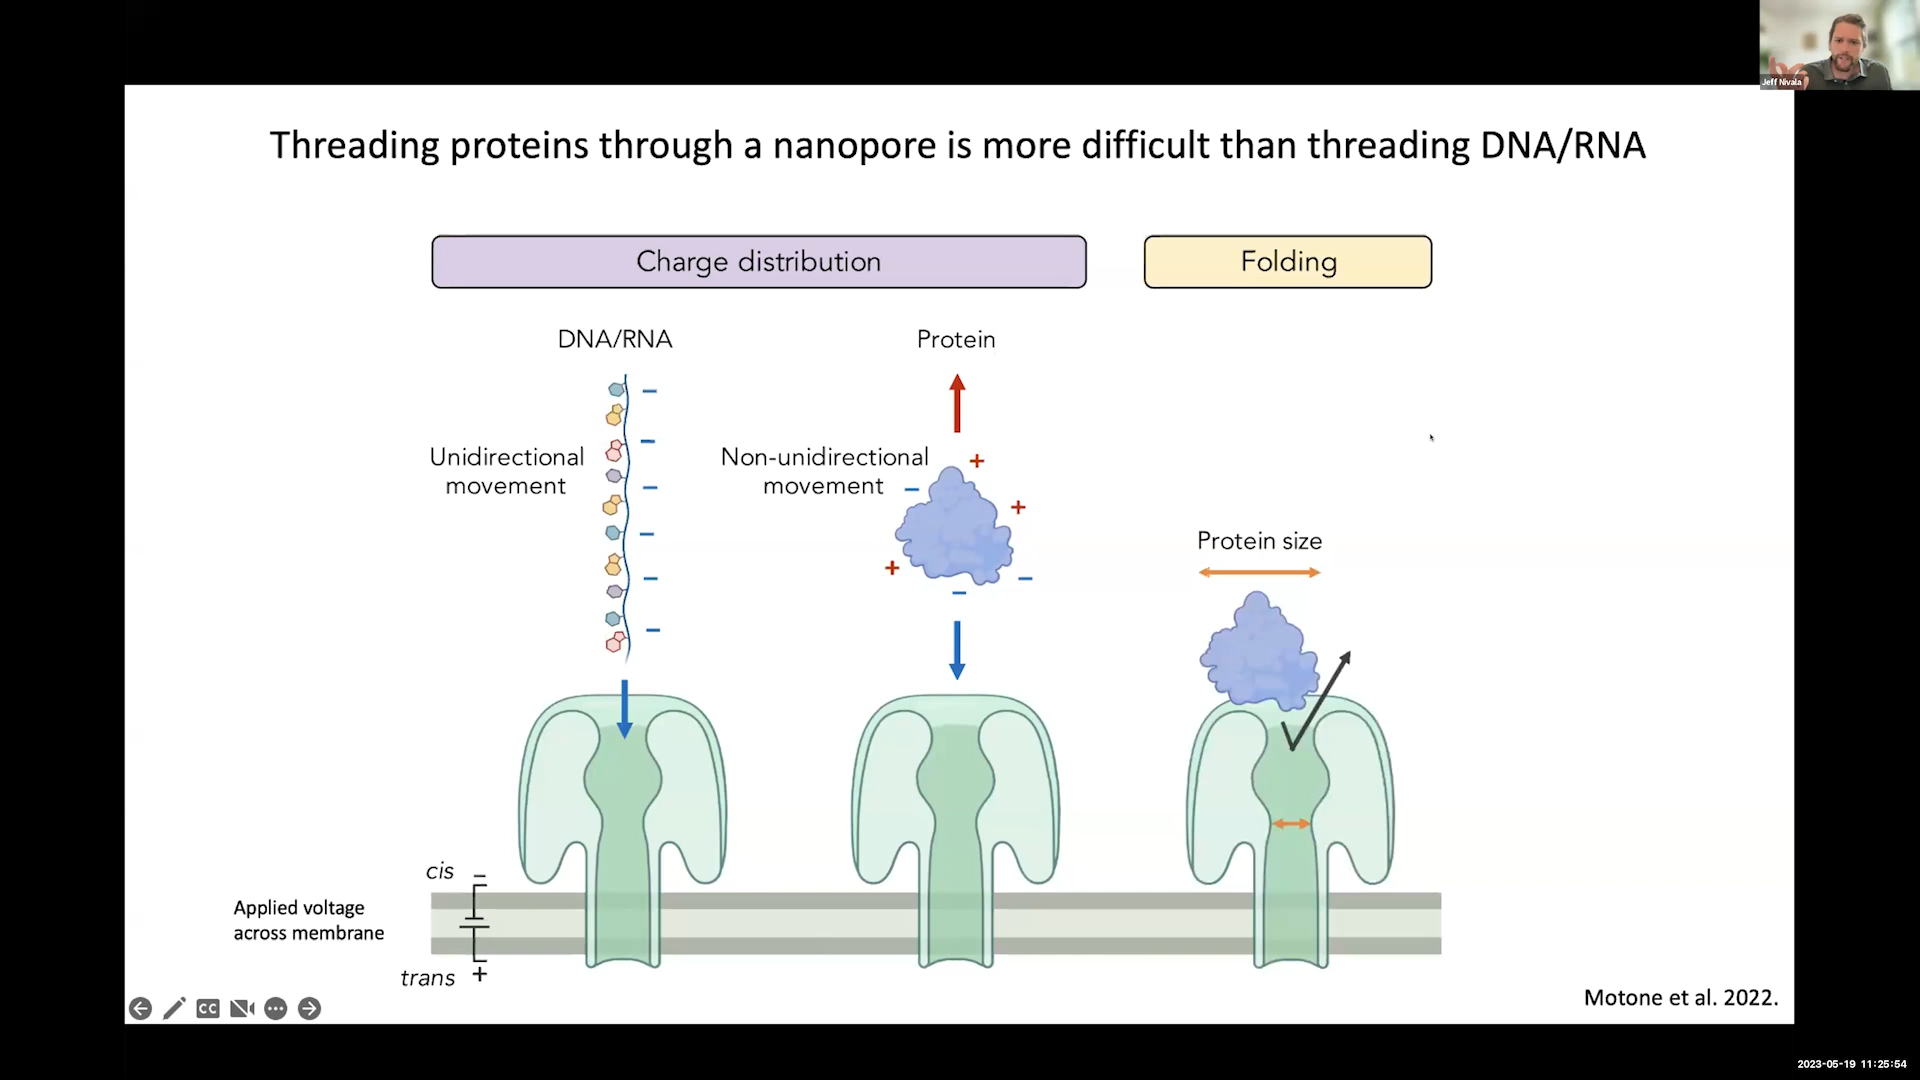 Jeff Nivala
Threading proteins through a nanopore is more difficult than threading DNA/RNA
Charge distribution
Folding
DNA/RNA
Protein
Unidirectional
movement
Non-unidirectional
movement
−
−
−
−
−
−
+
−
+
+
−
−
Protein size
cis −
Applied voltage
across membrane
trans +
CC
Motone et al. 2022.
2023-05-19 11:25:54